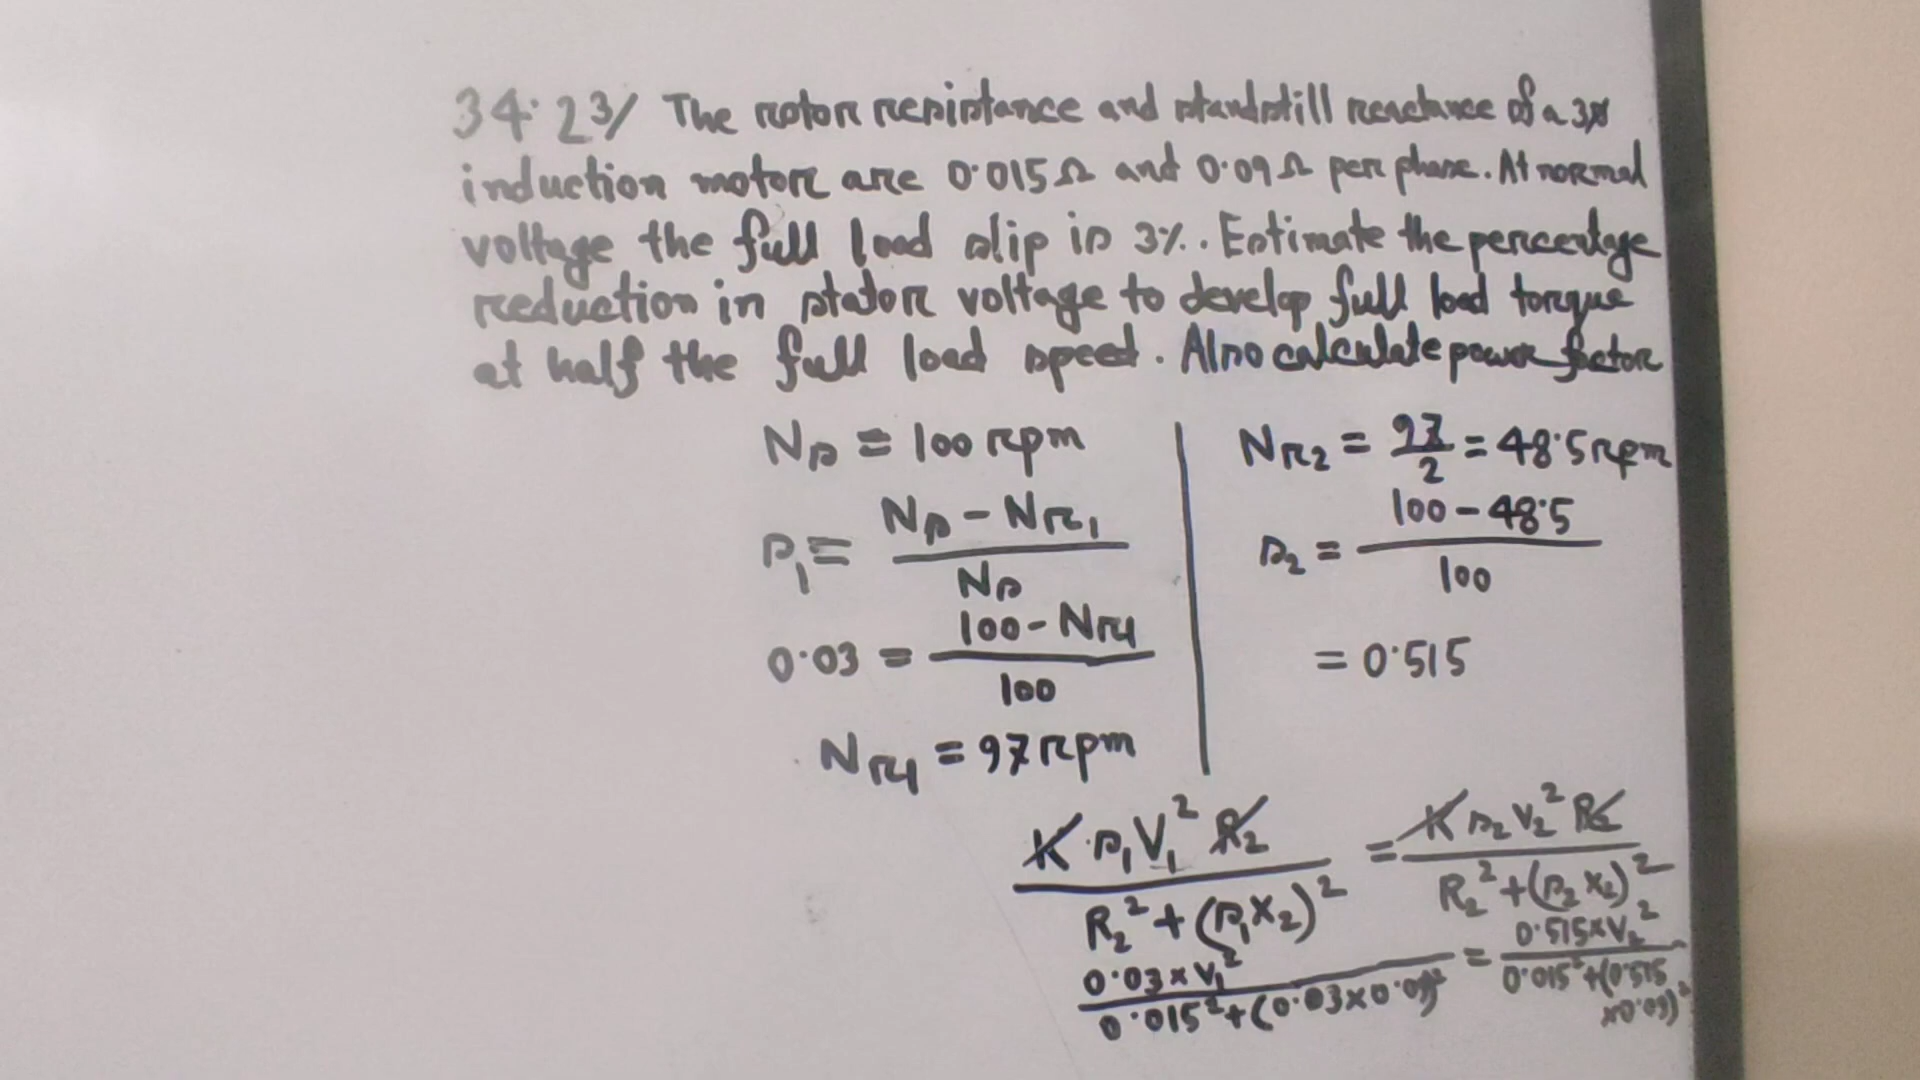 34.23/ The rotor resistance and standstill reactance of a 3φ
induction motor are 0.015Ω and 0.09Ω per phase. At normal
voltage the full load slip is 3%. Estimate the percentage
reduction in stator voltage to develop full load torque
at half the full load speed. Also calculate power factor
Ns = 100 rpm
s₁ = (Ns - Nr₁) / Ns
0.03 = (100 - Nr1) / 100
Nr1 = 97 rpm
Nr2 = 97/2 = 48.5 rpm
s₂ = (100 - 48.5) / 100
= 0.515
K s₁ V₁² R₂ / (R₂² + (s₁X₂)²) = K s₂ V₂² R₂ / (R₂² + (s₂X₂)²)
0.03 × V₁² / (0.015² + (0.03×0.09)²) = 0.515×V₂² / (0.015² + (0.515 ×0.09)²)